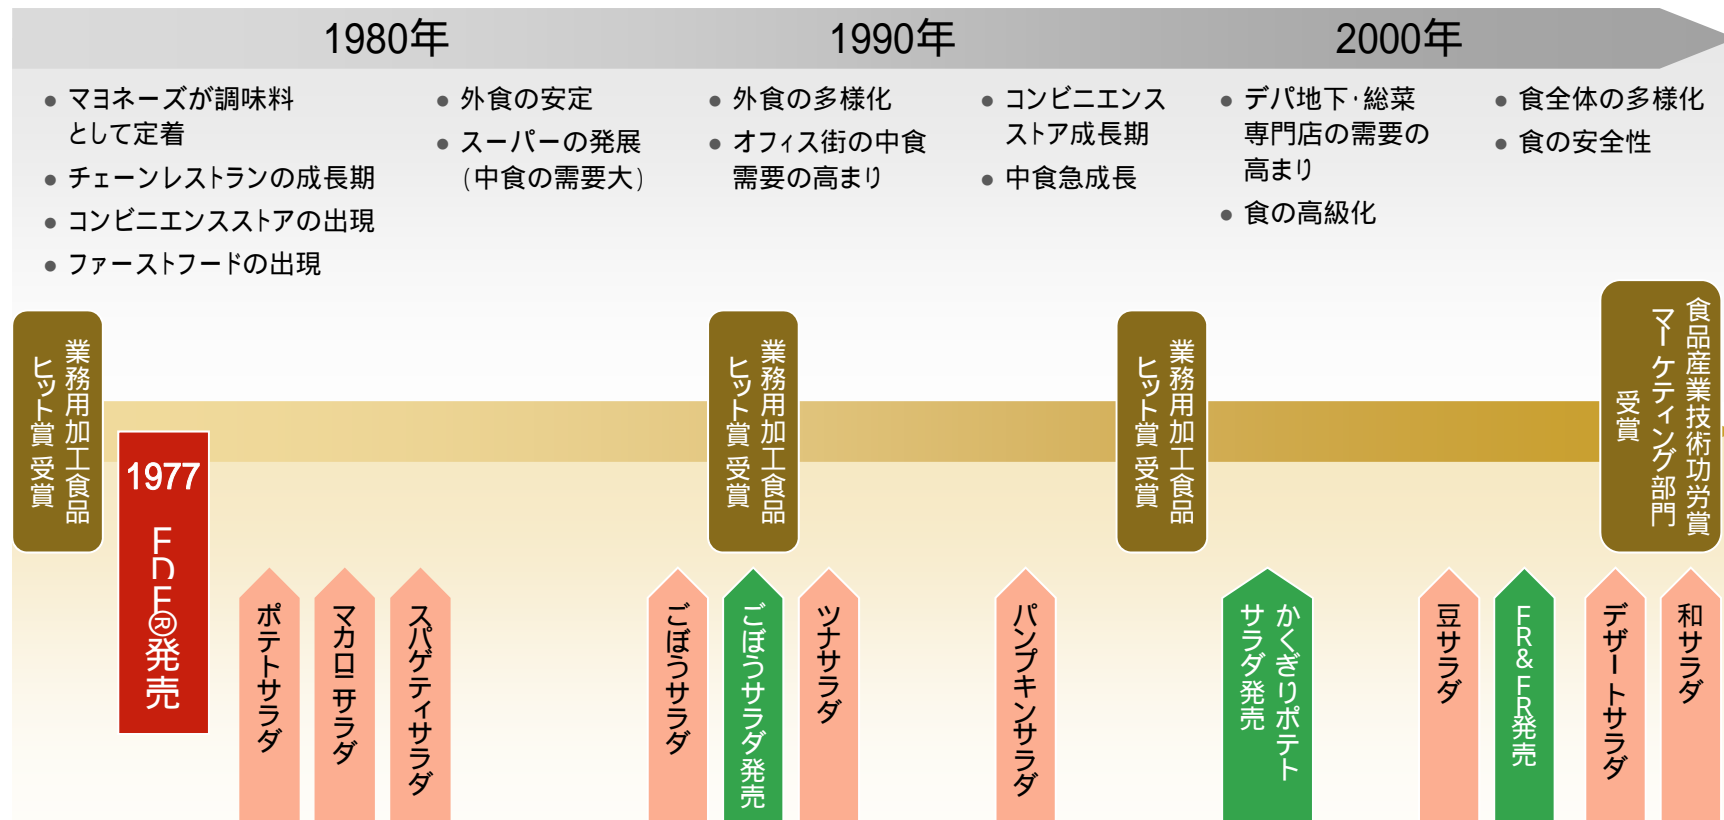 1980年
1990年
2000年
● マヨネーズが調味料
として定着
● チェーンレストランの成長期
● コンビニエンスストアの出現
● ファーストフードの出現
● 外食の安定
● スーパーの発展
(中食の需要大)
● 外食の多様化
● オフィス街の中食
需要の高まり
● コンビニエンス
ストア成長期
● 中食急成長
● デパ地下・総菜
専門店の需要の
高まり
● 食の高級化
● 食全体の多様化
● 食の安全性
業務用加工食品
ヒット賞 受賞
業務用加工食品
ヒット賞 受賞
業務用加工食品
ヒット賞 受賞
食品産業技術功労賞
マーケティング部門
受賞
1977
FDF®発売
ポテトサラダ
マカロニサラダ
スパゲティサラダ
ごぼうサラダ
ごぼうサラダ発売
ツナサラダ
パンプキンサラダ
かくぎりポテト
サラダ発売
豆サラダ
FR&FR発売
デザートサラダ
和サラダ